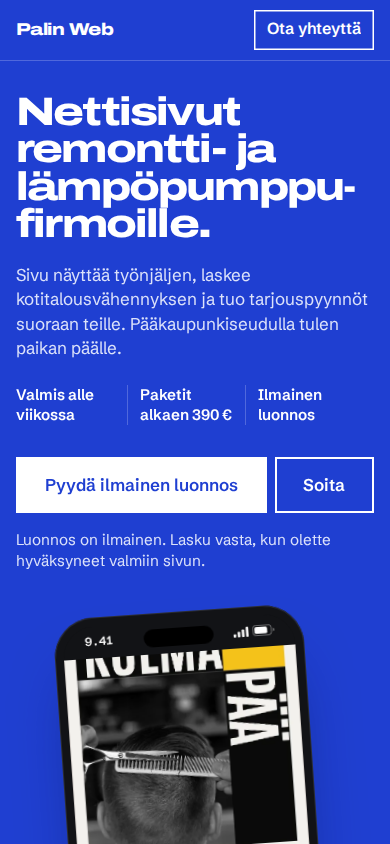 Palin Web
Ota yhteyttä
Nettisivut
remontti- ja
lämpöpumppu-
firmoille.
Sivu näyttää työnjäljen, laskee
kotitalousvähennyksen ja tuo tarjouspyynnöt
suoraan teille. Pääkaupunkiseudulla tulen
paikan päälle.
Valmis alle
viikossa
Paketit
alkaen 390 €
Ilmainen
luonnos
Pyydä ilmainen luonnos
Soita
Luonnos on ilmainen. Lasku vasta, kun olette
hyväksyneet valmiin sivun.
9.41
KULMA
PÄÄ